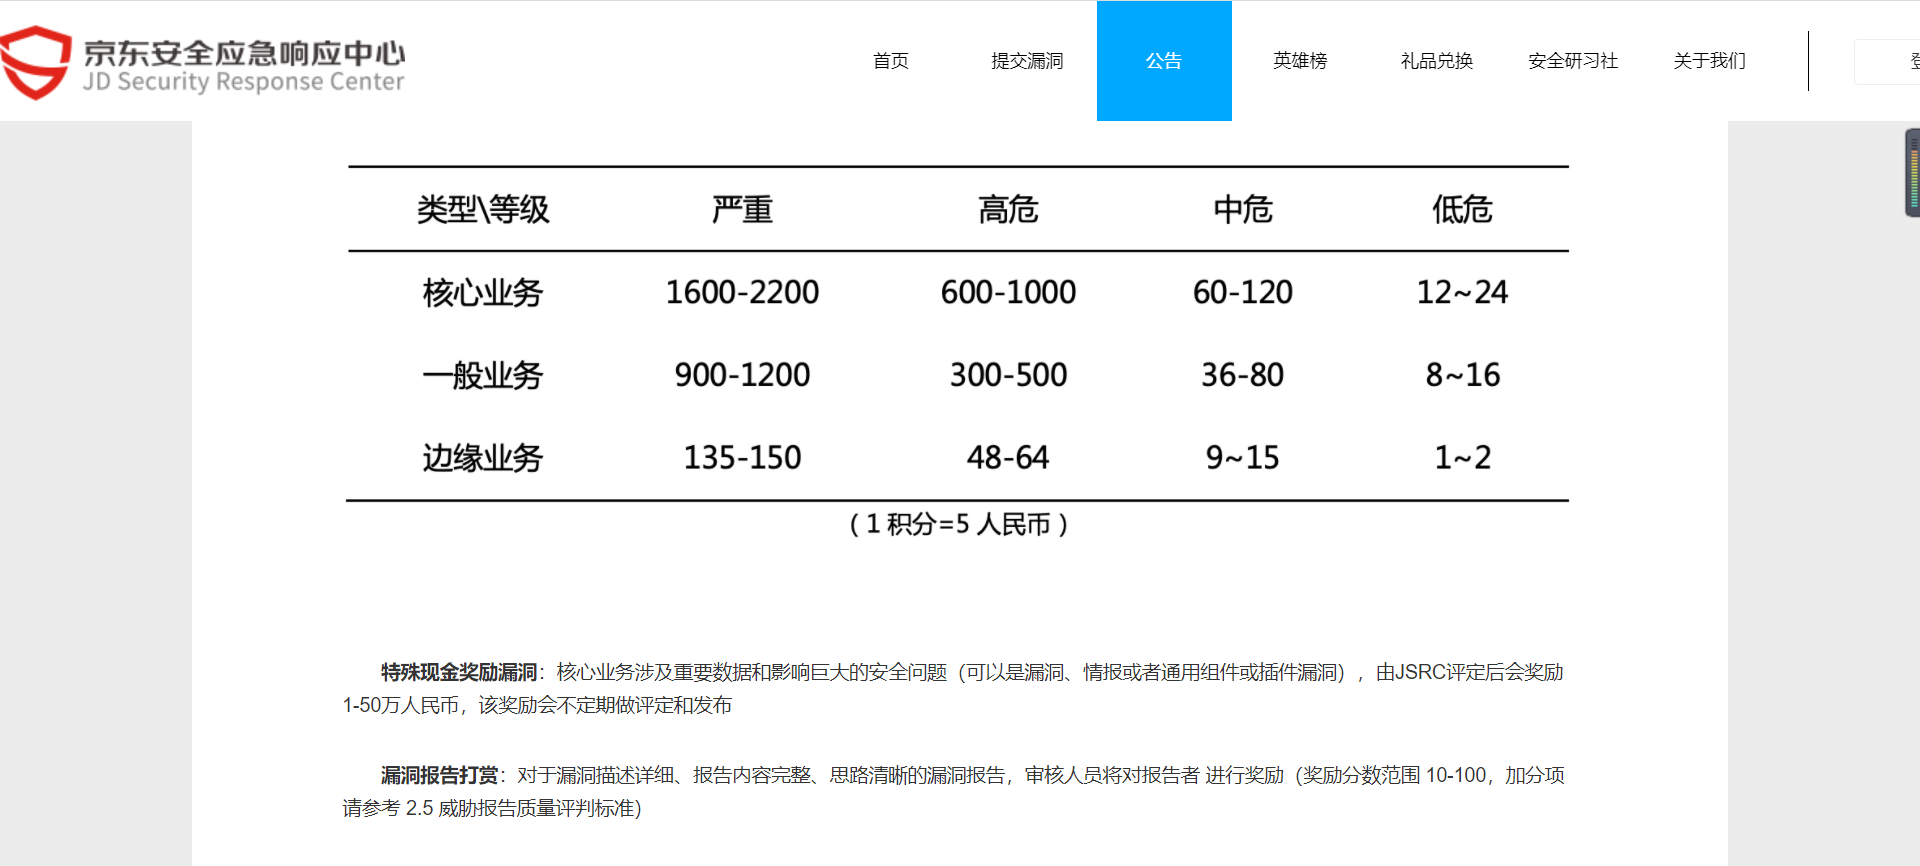 京东安全应急响应中心
JD Security Response Center
首页 提交漏洞 公告 英雄榜 礼品兑换 安全研习社 关于我们
类型\等级 严重 高危 中危 低危
核心业务 1600-2200 600-1000 60-120 12~24
一般业务 900-1200 300-500 36-80 8~16
边缘业务 135-150 48-64 9~15 1~2
（1 积分=5 人民币）
特殊现金奖励漏洞：核心业务涉及重要数据和影响巨大的安全问题（可以是漏洞、情报或者通用组件或插件漏洞），由JSRC评定后会奖励
1-50万人民币，该奖励会不定期做评定和发布
漏洞报告打赏：对于漏洞描述详细、报告内容完整、思路清晰的漏洞报告，审核人员将对报告者 进行奖励（奖励分数范围 10-100，加分项
请参考 2.5 威胁报告质量评判标准）